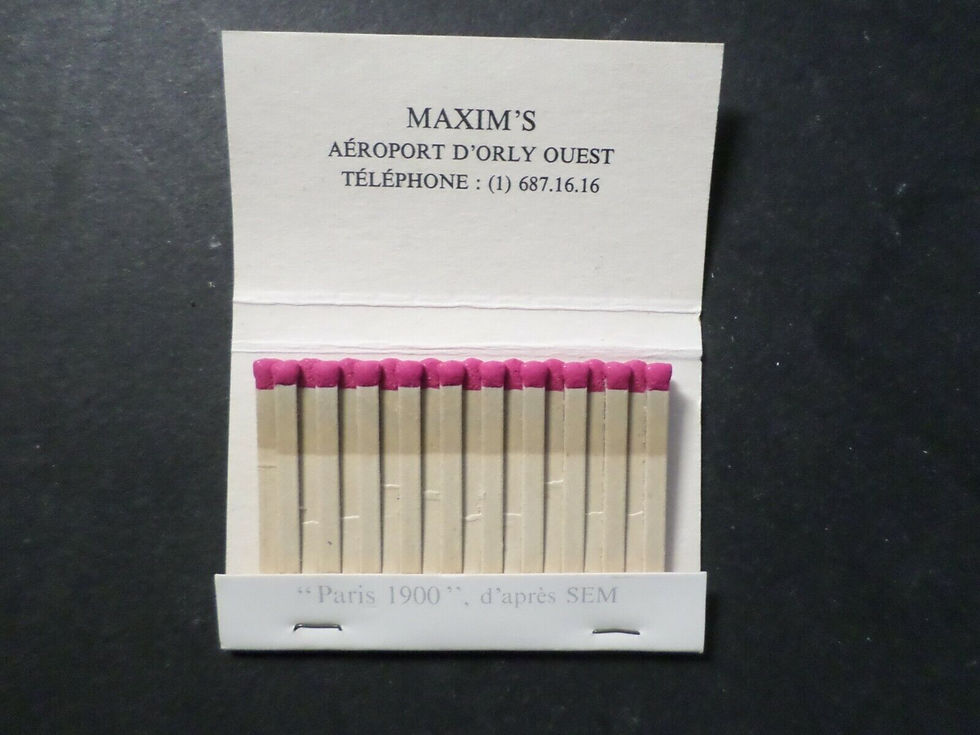 MAXIM'S
AÉROPORT D'ORLY OUEST
TÉLÉPHONE : (1) 687.16.16
“Paris 1900”, d'après SEM